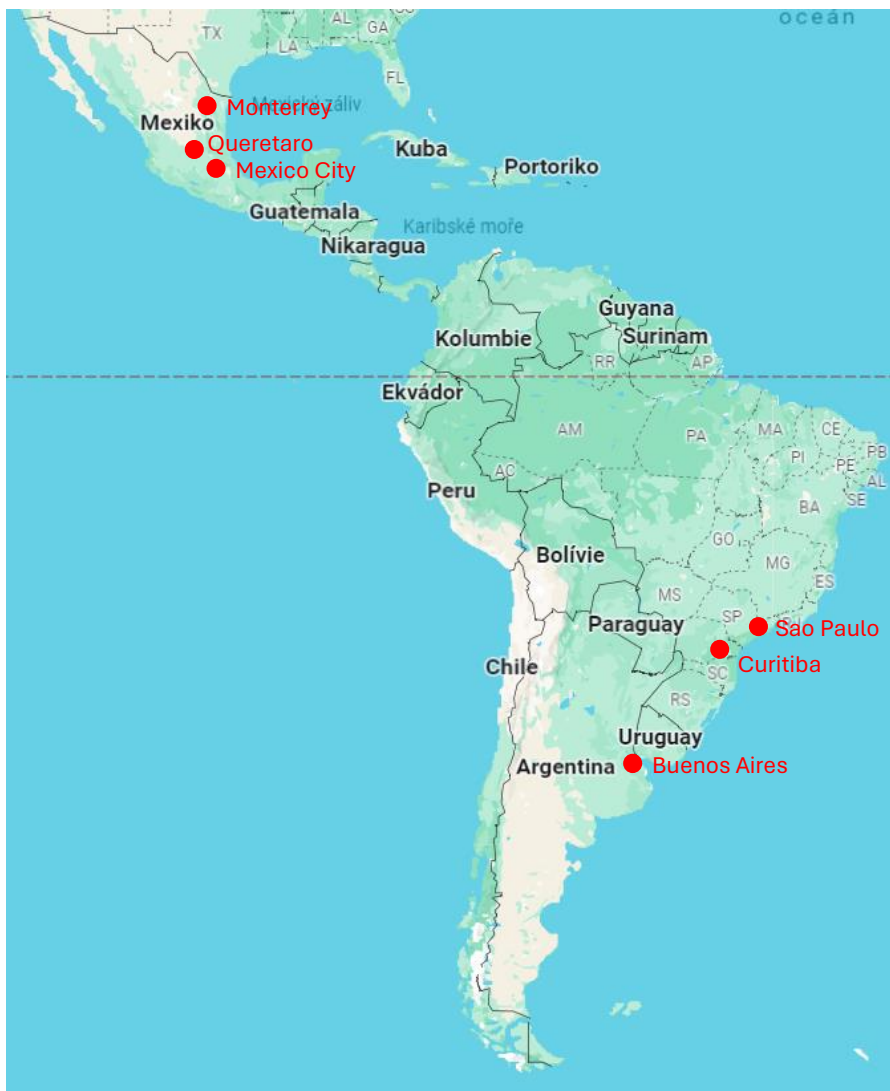 oceán
TX
LA
AL
GA
FL
Mexický záliv
Monterrey
Mexiko
Queretaro
Mexico City
Kuba
Portoriko
Guatemala
Karibské moře
Nikaragua
Guyana
Kolumbie
Surinam
RR
AP
Ekvádor
AM
PA
MA
CE
PB
PI
PE
AC
AL
Peru
SE
BA
GO
Bolívie
MG
ES
MS
SP
Paraguay
Sao Paulo
Curitiba
Chile
SC
RS
Uruguay
Argentina
Buenos Aires